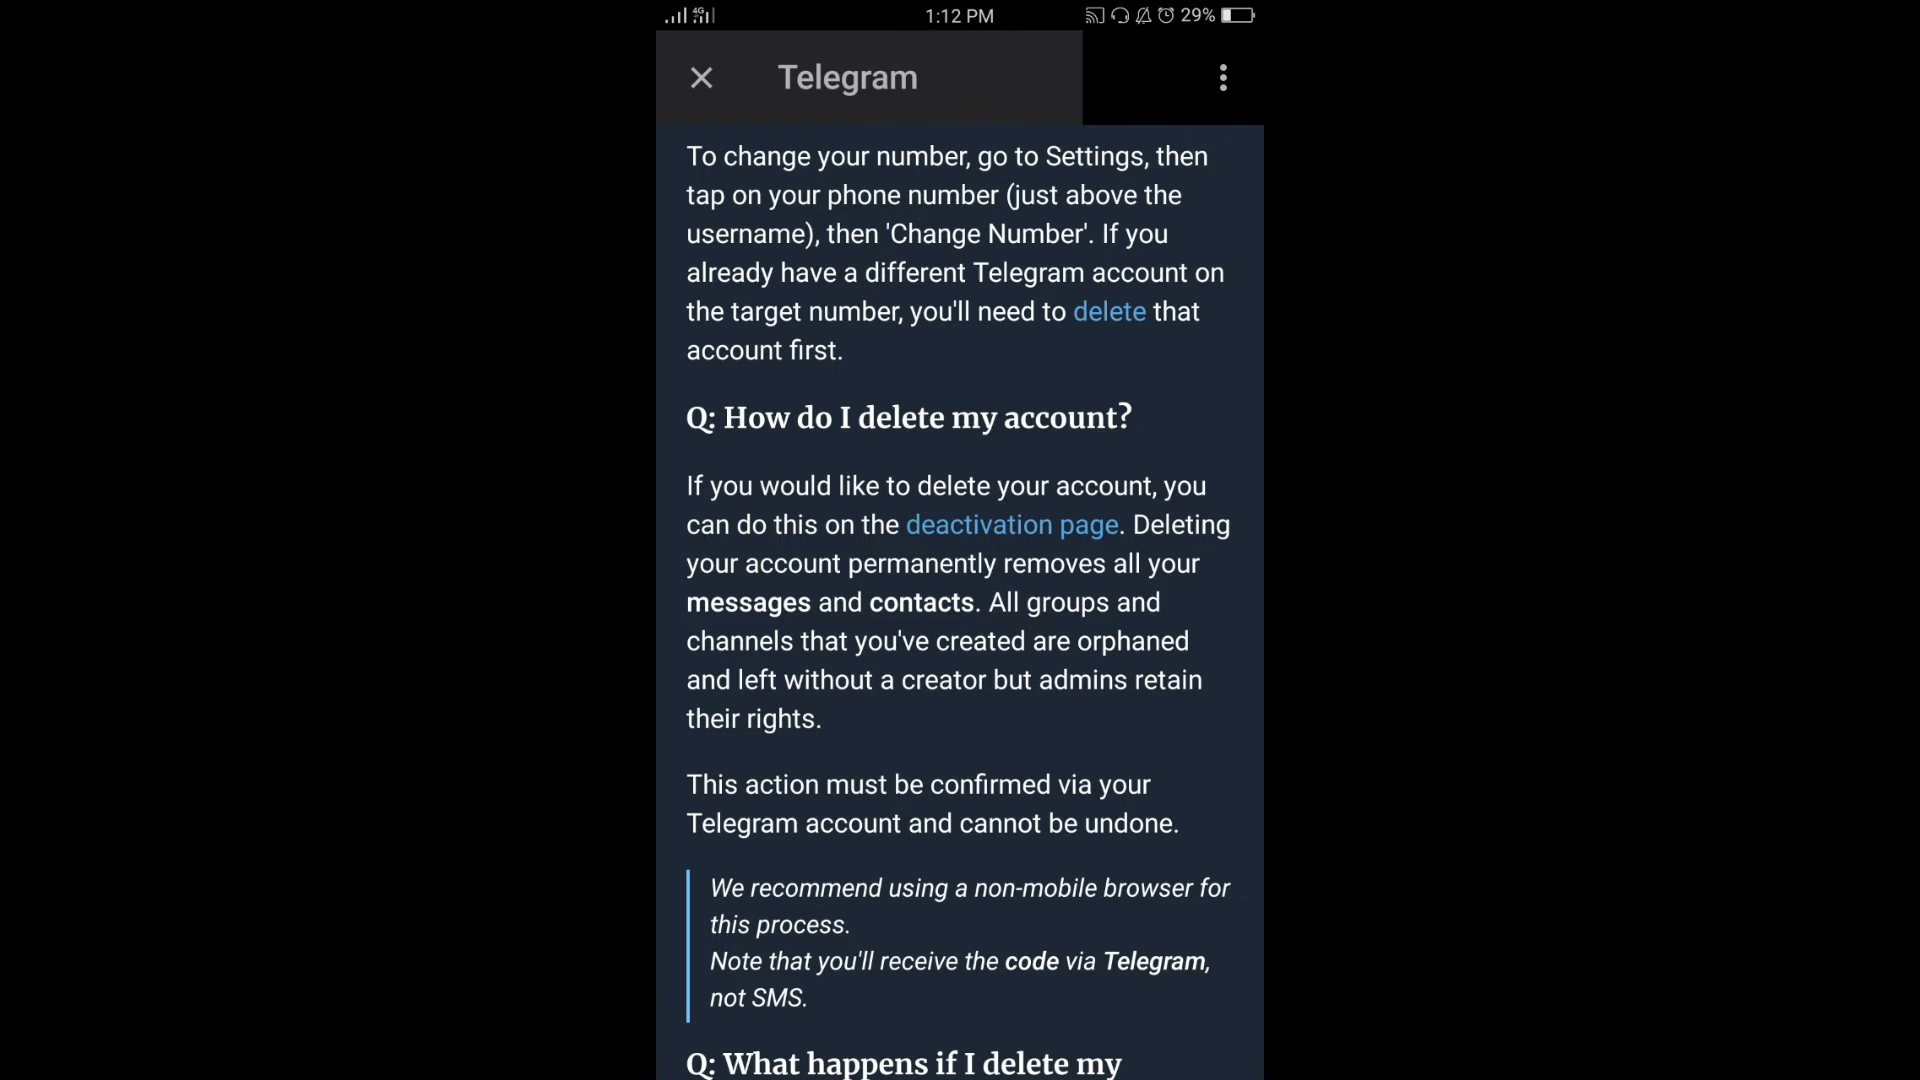 4G 1:12 PM 29%
Telegram
To change your number, go to Settings, then
tap on your phone number (just above the
username), then 'Change Number'. If you
already have a different Telegram account on
the target number, you'll need to delete that
account first.
Q: How do I delete my account?
If you would like to delete your account, you
can do this on the deactivation page. Deleting
your account permanently removes all your
messages and contacts. All groups and
channels that you've created are orphaned
and left without a creator but admins retain
their rights.
This action must be confirmed via your
Telegram account and cannot be undone.
We recommend using a non-mobile browser for
this process.
Note that you'll receive the code via Telegram,
not SMS.
Q: What happens if I delete my